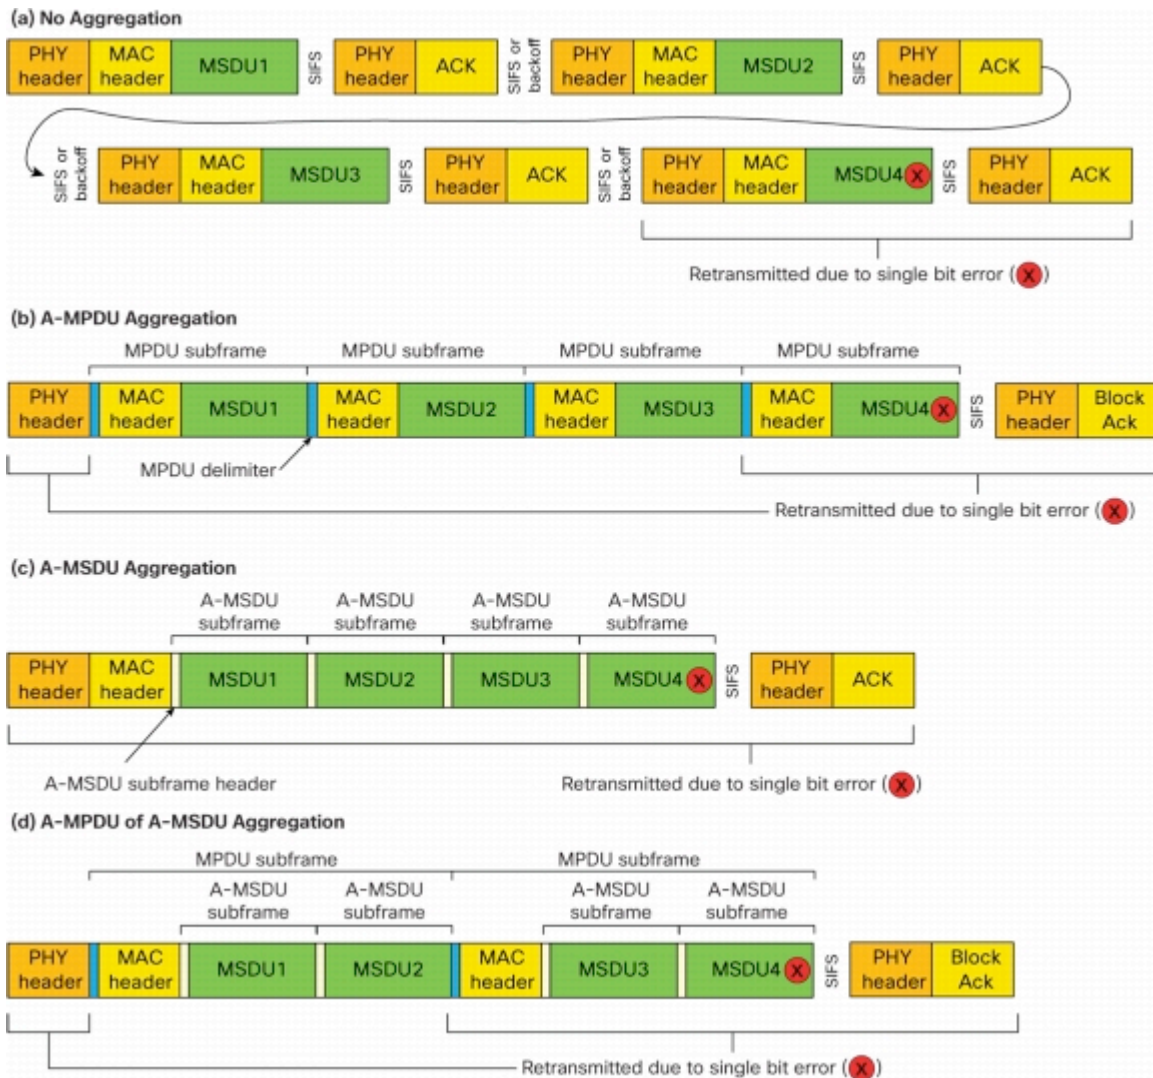 (a) No Aggregation
PHY header MAC header MSDU1 SIFS PHY header ACK SIFS or backoff PHY header MAC header MSDU2 SIFS PHY header ACK
SIFS or backoff PHY header MAC header MSDU3 SIFS PHY header ACK SIFS or backoff PHY header MAC header MSDU4 X SIFS PHY header ACK
Retransmitted due to single bit error (X)
(b) A-MPDU Aggregation
MPDU subframe MPDU subframe MPDU subframe MPDU subframe
PHY header MAC header MSDU1 MAC header MSDU2 MAC header MSDU3 MAC header MSDU4 X SIFS PHY header Block Ack
MPDU delimiter
Retransmitted due to single bit error (X)
(c) A-MSDU Aggregation
A-MSDU subframe A-MSDU subframe A-MSDU subframe A-MSDU subframe
PHY header MAC header MSDU1 MSDU2 MSDU3 MSDU4 X SIFS PHY header ACK
A-MSDU subframe header
Retransmitted due to single bit error (X)
(d) A-MPDU of A-MSDU Aggregation
MPDU subframe MPDU subframe
A-MSDU subframe A-MSDU subframe A-MSDU subframe A-MSDU subframe
PHY header MAC header MSDU1 MSDU2 MAC header MSDU3 MSDU4 X SIFS PHY header Block Ack
Retransmitted due to single bit error (X)